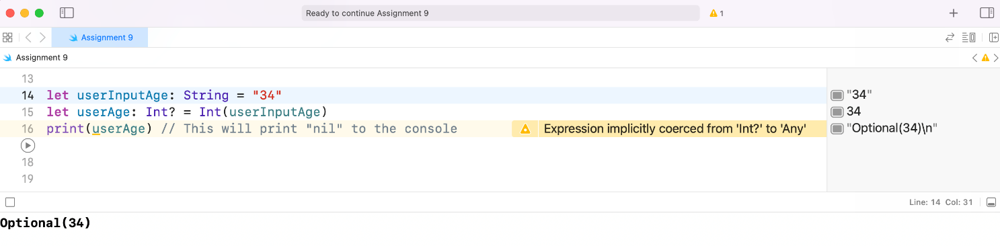 Ready to continue Assignment 9
1
Assignment 9
Assignment 9
13
14 let userInputAge: String = "34"
"34"
15 let userAge: Int? = Int(userInputAge)
34
16 print(userAge) // This will print "nil" to the console
Expression implicitly coerced from 'Int?' to 'Any'
"Optional(34)\n"
18
19
Line: 14 Col: 31
Optional(34)